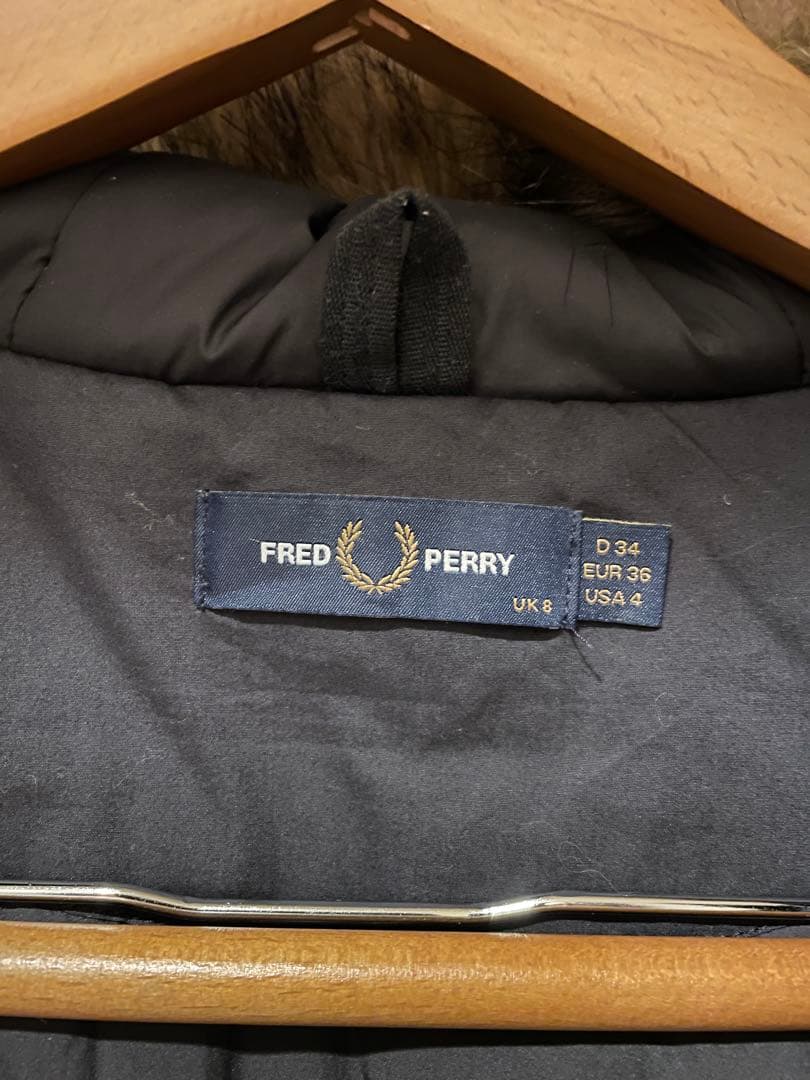 FRED PERRY
UK 8
D 34
EUR 36
USA 4